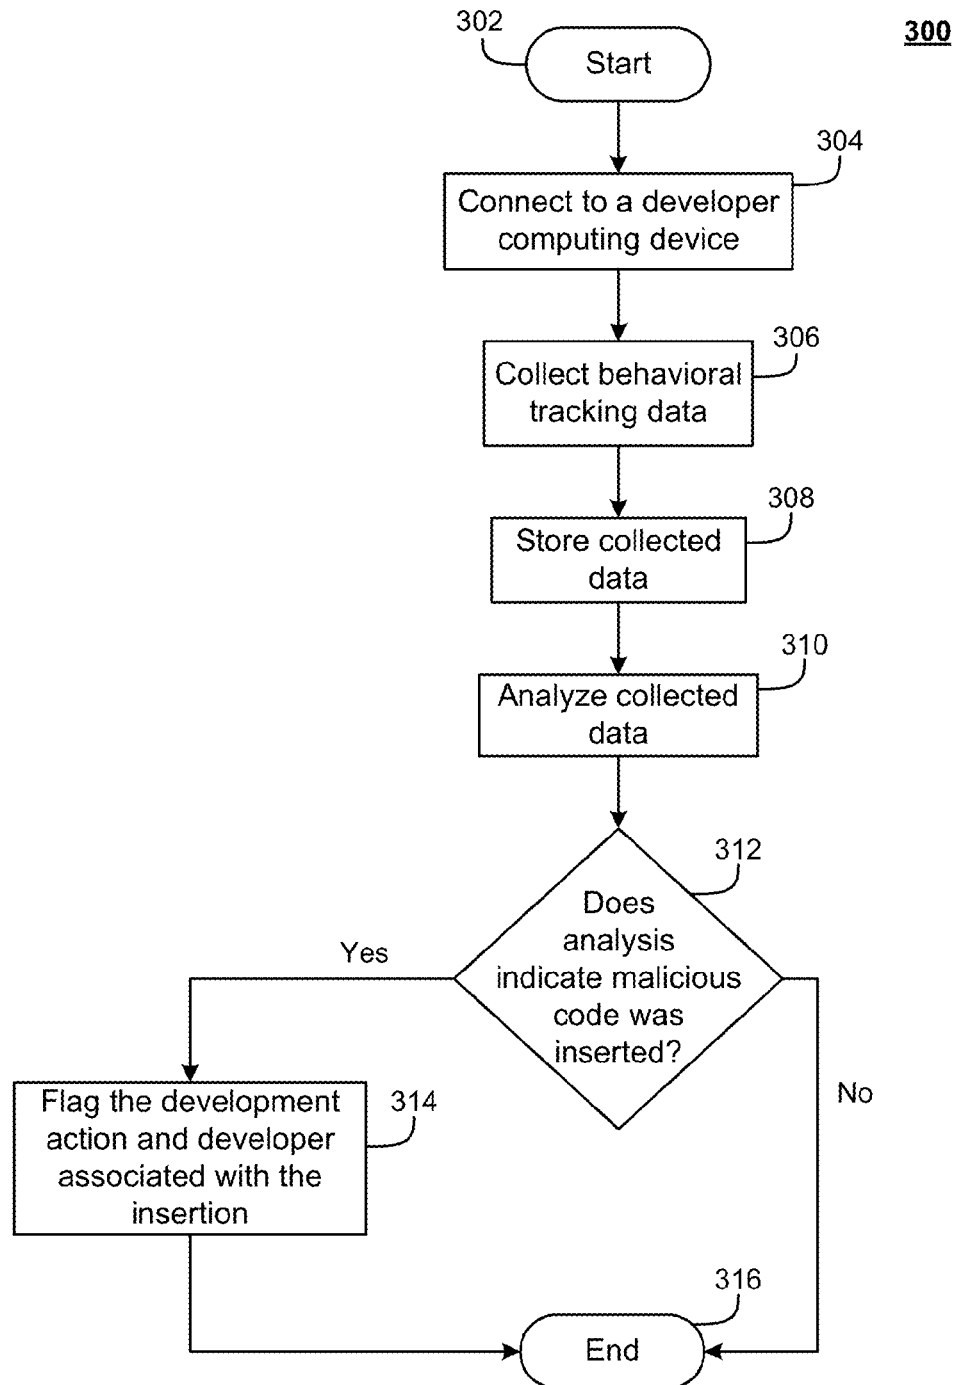 302
300
Start
304
Connect to a developer
computing device
306
Collect behavioral
tracking data
308
Store collected
data
310
Analyze collected
data
312
Does
analysis
indicate malicious
code was
inserted?
Yes
No
Flag the development
action and developer
associated with the
insertion
314
316
End